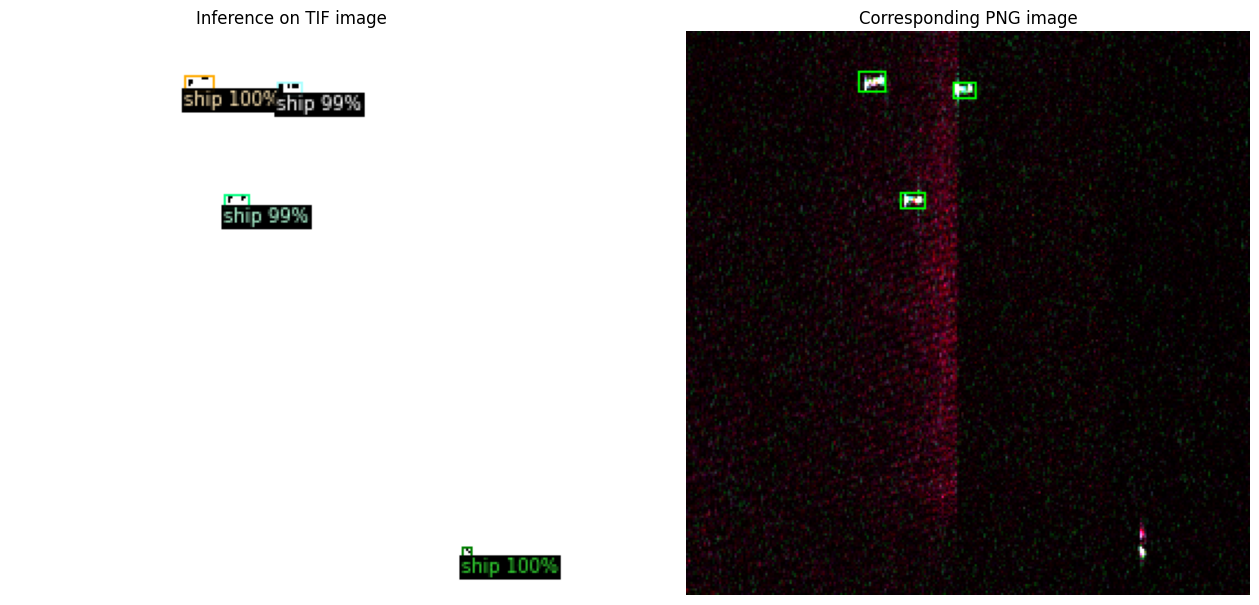 Inference on TIF image
Corresponding PNG image
ship 100%
ship 99%
ship 99%
ship 100%